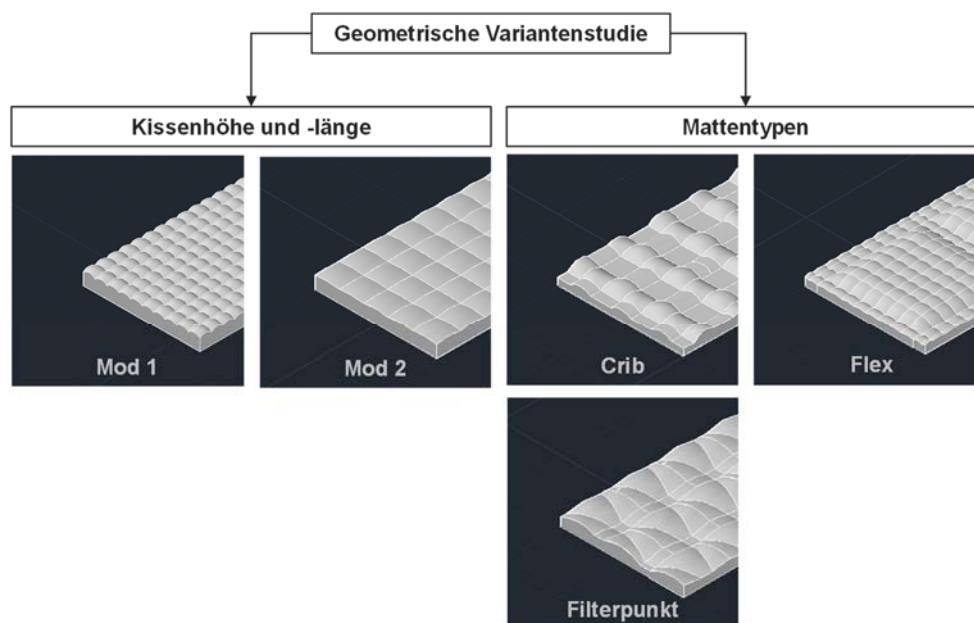 Geometrische Variantenstudie
Kissenhöhe und -länge
Mattentypen
Mod 1
Mod 2
Crib
Flex
Filterpunkt